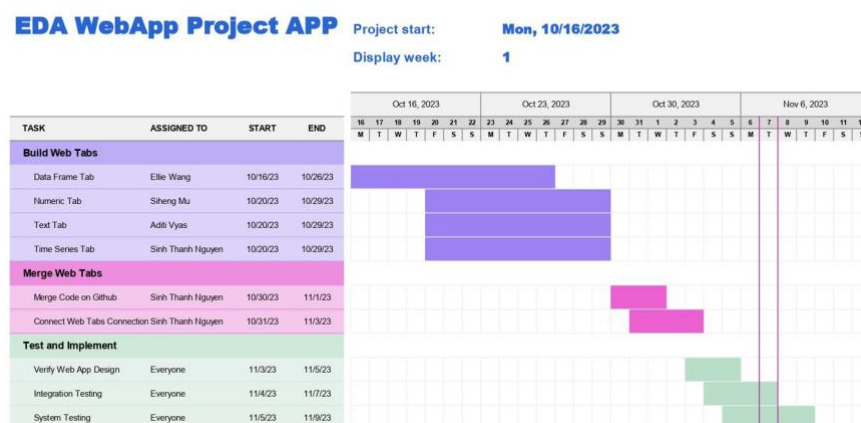 EDA WebApp Project APP
Project start: Mon, 10/16/2023
Display week: 1
Oct 16, 2023 Oct 23, 2023 Oct 30, 2023 Nov 6, 2023
16 17 18 19 20 21 22 23 24 25 26 27 28 29 30 31 1 2 3 4 5 6 7 8 9 10 11
TASK ASSIGNED TO START END M T W T F S S M T W T F S S M T W T F S S M T W T F S
Build Web Tabs
Data Frame Tab Ellie Wang 10/16/23 10/26/23
Numeric Tab Siheng Mu 10/20/23 10/29/23
Text Tab Aditi Vyas 10/20/23 10/29/23
Time Series Tab Sinh Thanh Nguyen 10/20/23 10/29/23
Merge Web Tabs
Merge Code on Github Sinh Thanh Nguyen 10/30/23 11/1/23
Connect Web Tabs Connection Sinh Thanh Nguyen 10/31/23 11/3/23
Test and Implement
Verify Web App Design Everyone 11/3/23 11/5/23
Integration Testing Everyone 11/4/23 11/7/23
System Testing Everyone 11/5/23 11/9/23